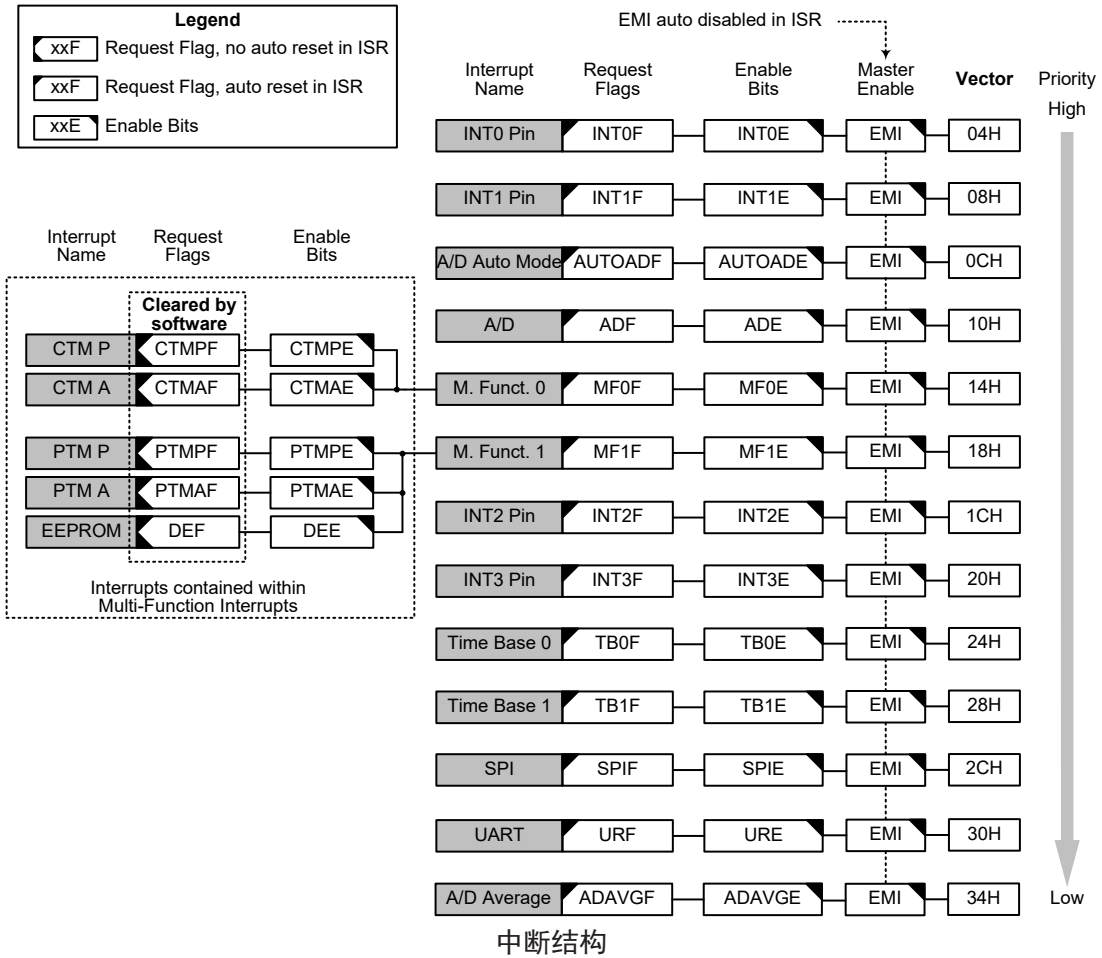 Legend
xxF Request Flag, no auto reset in ISR
xxF Request Flag, auto reset in ISR
xxE Enable Bits
EMI auto disabled in ISR
Interrupt Name Request Flags Enable Bits Master Enable Vector Priority
High
INT0 Pin INT0F INT0E EMI 04H
INT1 Pin INT1F INT1E EMI 08H
A/D Auto Mode AUTOADF AUTOADE EMI 0CH
A/D ADF ADE EMI 10H
M. Funct. 0 MF0F MF0E EMI 14H
M. Funct. 1 MF1F MF1E EMI 18H
INT2 Pin INT2F INT2E EMI 1CH
INT3 Pin INT3F INT3E EMI 20H
Time Base 0 TB0F TB0E EMI 24H
Time Base 1 TB1F TB1E EMI 28H
SPI SPIF SPIE EMI 2CH
UART URF URE EMI 30H
A/D Average ADAVGF ADAVGE EMI 34H Low
Interrupt Name Request Flags Enable Bits
Cleared by
software
CTM P CTMPF CTMPE
CTM A CTMAF CTMAE
PTM P PTMPF PTMPE
PTM A PTMAF PTMAE
EEPROM DEF DEE
Interrupts contained within
Multi-Function Interrupts
中断结构